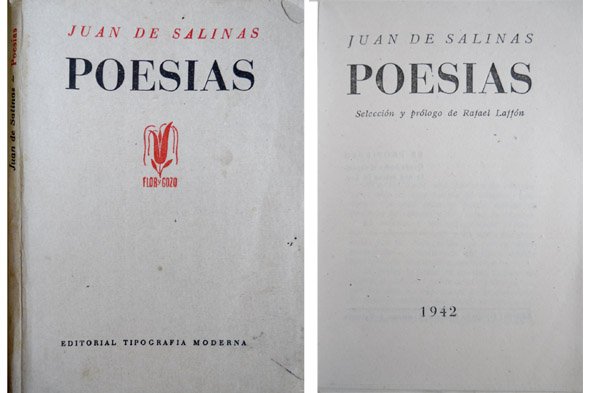 Juan de Salinas - Poesias
JUAN DE SALINAS
POESIAS
FLOR Y GOZO
EDITORIAL TIPOGRAFIA MODERNA
JUAN DE SALINAS
POESIAS
Selección y prólogo de Rafael Laffón
1942